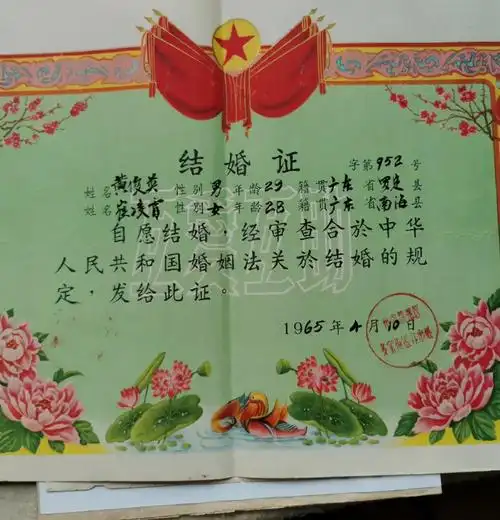 结婚证
字第952号
姓名黄俊英 性别男 年龄29 籍贯广东省罗定县
姓名崔凌霄 性别女 年龄28 籍贯广东省南海县
自愿结婚，经审查合於中华
人民共和国婚姻法关於结婚的规
定，发给此证。
1965年4月10日